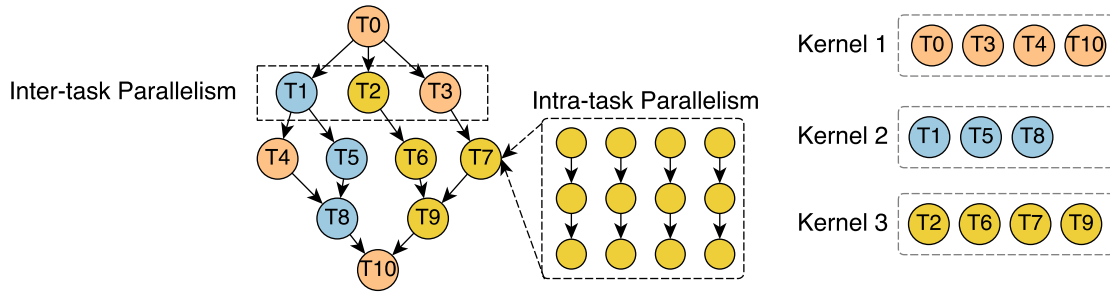 T0
Inter-task Parallelism
T1 T2 T3
T4 T5 T6 T7
T8 T9
T10
Intra-task Parallelism
Kernel 1 T0 T3 T4 T10
Kernel 2 T1 T5 T8
Kernel 3 T2 T6 T7 T9